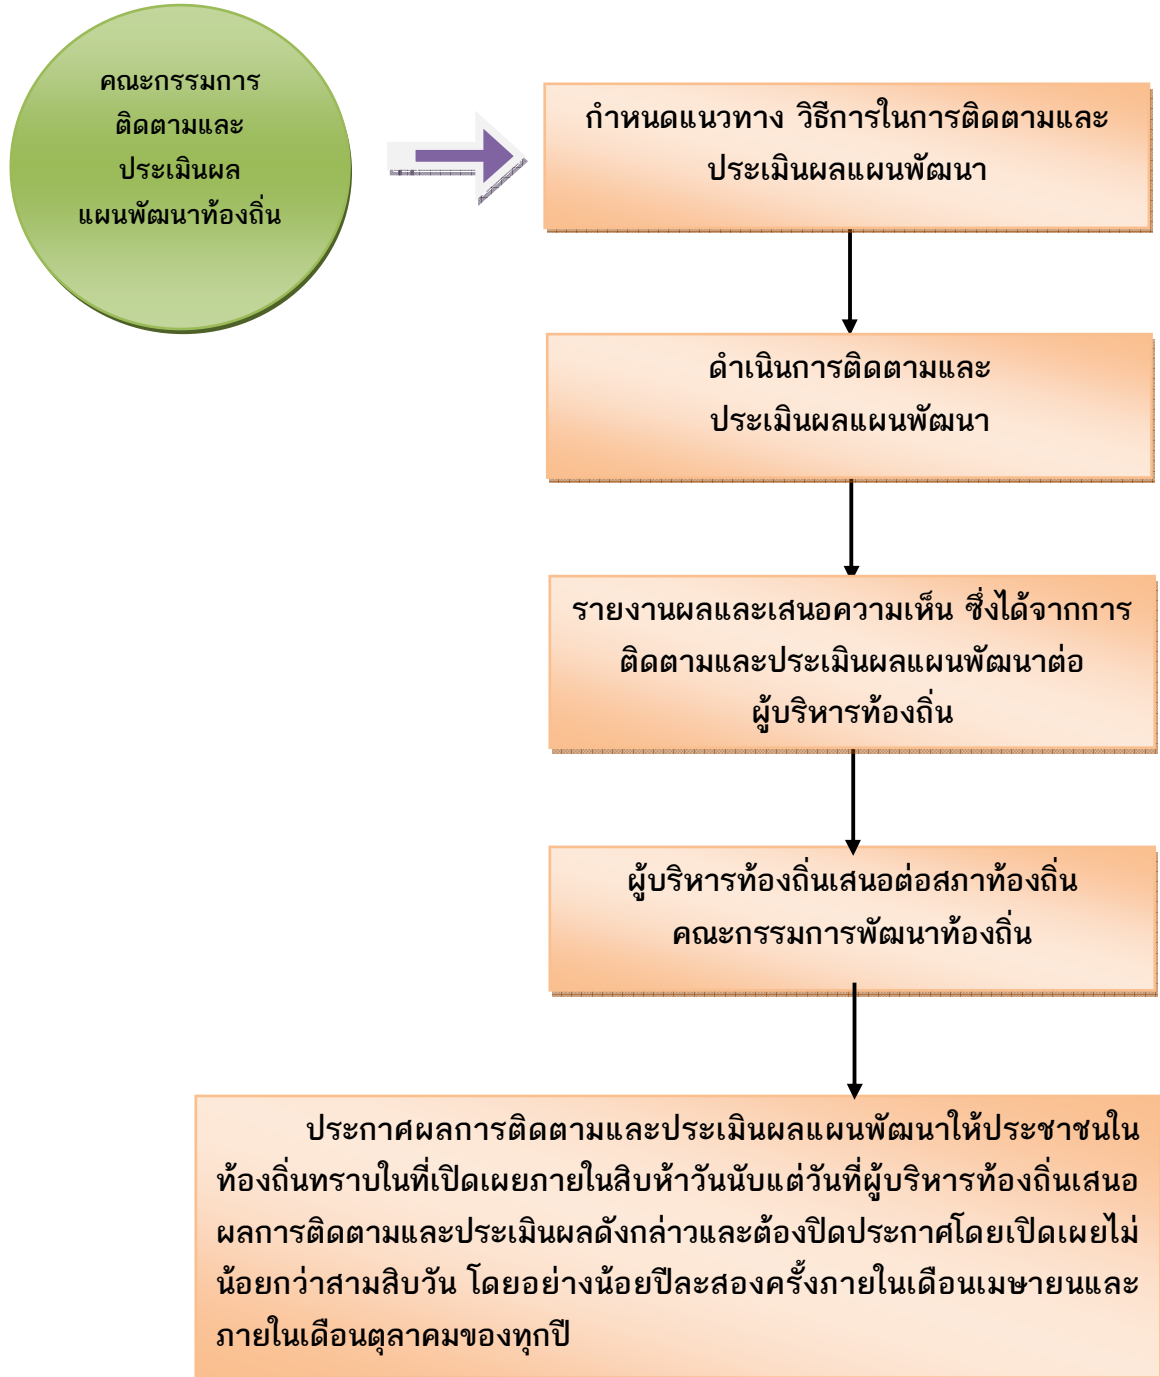 คณะกรรมการ
ติดตามและ
ประเมินผล
แผนพัฒนาท้องถิ่น
กำหนดแนวทาง วิธีการในการติดตามและ
ประเมินผลแผนพัฒนา
ดำเนินการติดตามและ
ประเมินผลแผนพัฒนา
รายงานผลและเสนอความเห็น ซึ่งได้จากการ
ติดตามและประเมินผลแผนพัฒนาต่อ
ผู้บริหารท้องถิ่น
ผู้บริหารท้องถิ่นเสนอต่อสภาท้องถิ่น
คณะกรรมการพัฒนาท้องถิ่น
ประกาศผลการติดตามและประเมินผลแผนพัฒนาให้ประชาชนใน
ท้องถิ่นทราบในที่เปิดเผยภายในสิบห้าวันนับแต่วันที่ผู้บริหารท้องถิ่นเสนอ
ผลการติดตามและประเมินผลดังกล่าวและต้องปิดประกาศโดยเปิดเผยไม่
น้อยกว่าสามสิบวัน โดยอย่างน้อยปีละสองครั้งภายในเดือนเมษายนและ
ภายในเดือนตุลาคมของทุกปี